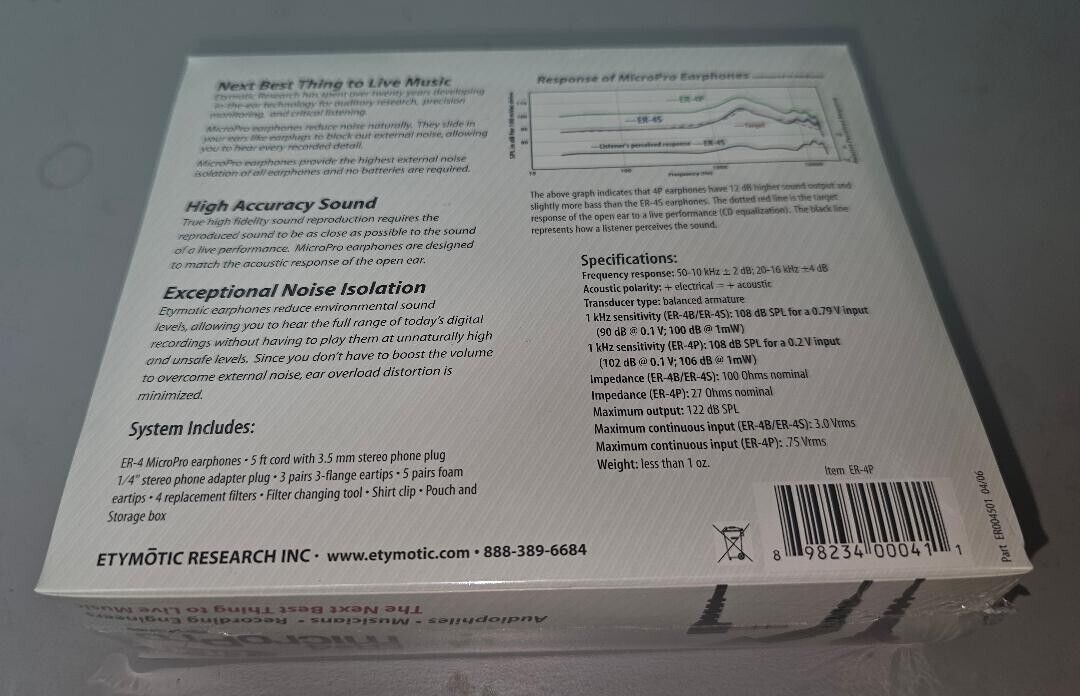 Next Best Thing to Live Music
Etymotic Research has spent over twenty years developing
in-the-ear technology for auditory research, precision
monitoring, and critical listening.
MicroPro earphones reduce noise naturally. They slide in
your ears like earplugs to block out external noise, allowing
you to hear every recorded detail.
MicroPro earphones provide the highest external noise
isolation of all earphones and no batteries are required.
High Accuracy Sound
True high fidelity sound reproduction requires the
reproduced sound to be as close as possible to the sound
of a live performance. MicroPro earphones are designed
to match the acoustic response of the open ear.
Exceptional Noise Isolation
Etymotic earphones reduce environmental sound
levels, allowing you to hear the full range of today's digital
recordings without having to play them at unnaturally high
and unsafe levels. Since you don't have to boost the volume
to overcome external noise, ear overload distortion is
minimized.
System Includes:
ER-4 MicroPro earphones • 5 ft cord with 3.5 mm stereo phone plug
1/4" stereo phone adapter plug • 3 pairs 3-flange eartips • 5 pairs foam
eartips • 4 replacement filters • Filter changing tool • Shirt clip • Pouch and
Storage box
Response of MicroPro Earphones
ER-4P
ER-4S
Target
Listener's perceived response ER-4S
10 100 1000 10000
Frequency (Hz)
The above graph indicates that 4P earphones have 12 dB higher sound output and
slightly more bass than the ER-4S earphones. The dotted red line is the target
response of the open ear to a live performance (CD equalization). The black line
represents how a listener perceives the sound.
Specifications:
Frequency response: 50-10 kHz ± 2 dB; 20-16 kHz ±4 dB
Acoustic polarity: + electrical = + acoustic
Transducer type: balanced armature
1 kHz sensitivity (ER-4B/ER-4S): 108 dB SPL for a 0.79 V input
(90 dB @ 0.1 V; 100 dB @ 1mW)
1 kHz sensitivity (ER-4P): 108 dB SPL for a 0.2 V input
(102 dB @ 0.1 V; 106 dB @ 1mW)
Impedance (ER-4B/ER-4S): 100 Ohms nominal
Impedance (ER-4P): 27 Ohms nominal
Maximum output: 122 dB SPL
Maximum continuous input (ER-4B/ER-4S): 3.0 Vrms
Maximum continuous input (ER-4P): .75 Vrms
Weight: less than 1 oz.
Item ER-4P
8 98234 00041 1
Part ER004501 04/06
ETYMŌTIC RESEARCH INC • www.etymotic.com • 888-389-6684
Audiophiles • Musicians • Recording Engineers
The Next Best Thing to Live Music